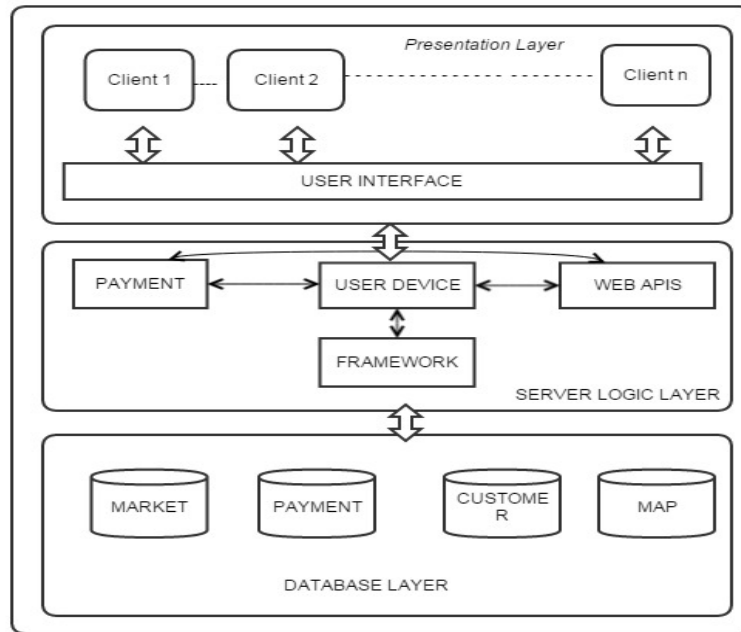 Presentation Layer
Client 1
Client 2
Client n
USER INTERFACE
PAYMENT
USER DEVICE
WEB APIS
FRAMEWORK
SERVER LOGIC LAYER
MARKET
PAYMENT
CUSTOME
R
MAP
DATABASE LAYER